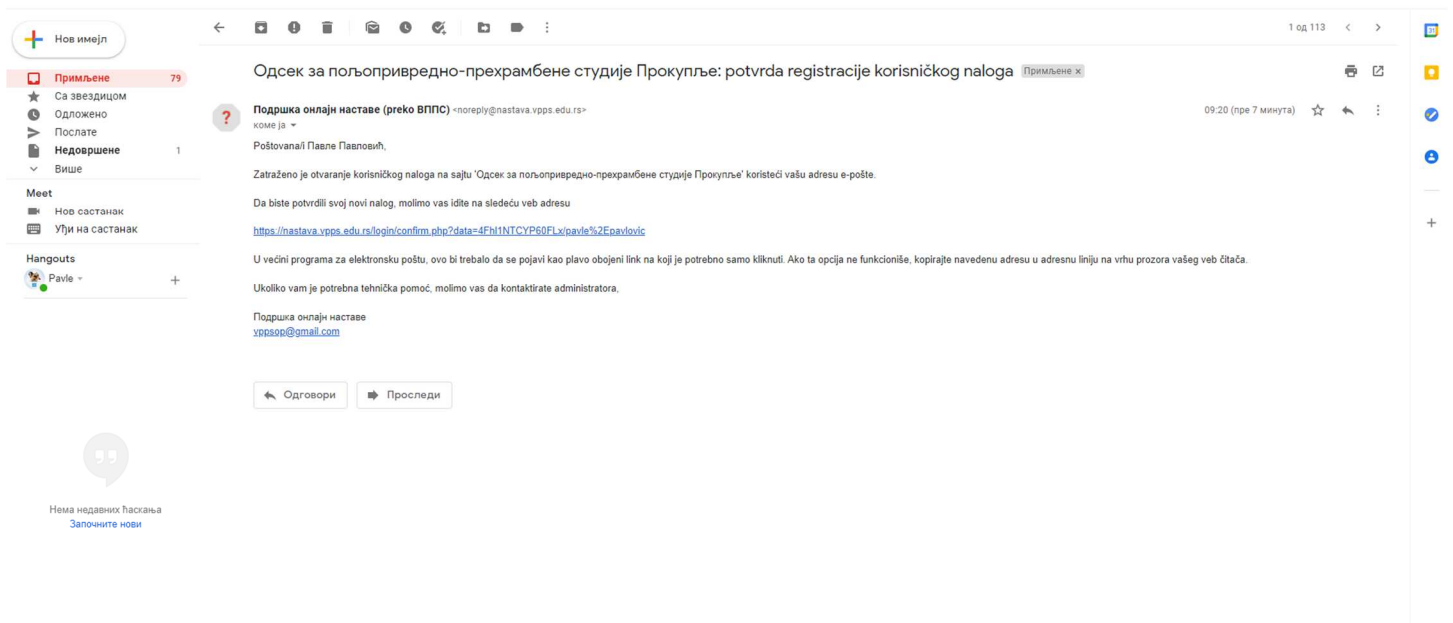 Нов имејл
1 од 113
Примљене 79
Са звездицом
Одложено
Послате
Недовршене 1
Више
Meet
Нов састанак
Уђи на састанак
Hangouts
Pavle
Нема недавних ћаскања
Започните нови
Одсек за пољопривредно-прехрамбене студије Прокупље: potvrda registracije korisničkog naloga Примљене x
Подршка онлајн наставе (preko ВППС) <noreply@nastava.vpps.edu.rs>
09:20 (пре 7 минута)
коме ја
Poštovana/i Павле Павловић,
Zatraženo je otvaranje korisničkog naloga na sajtu 'Одсек за пољопривредно-прехрамбене студије Прокупље' koristeći vašu adresu e-pošte.
Da biste potvrdili svoj novi nalog, molimo vas idite na sledeću veb adresu
https://nastava.vpps.edu.rs/login/confirm.php?data=4FhI1NTCYP60FLx/pavle%2Epavlovic
U većini programa za elektronsku poštu, ovo bi trebalo da se pojavi kao plavo obojeni link na koji je potrebno samo kliknuti. Ako ta opcija ne funkcioniše, kopirajte navedenu adresu u adresnu liniju na vrhu prozora vašeg veb čitača.
Ukoliko vam je potrebna tehnička pomoć, molimo vas da kontaktirate administratora,
Подршка онлајн наставе
vppsop@gmail.com
Одговори
Проследи
31